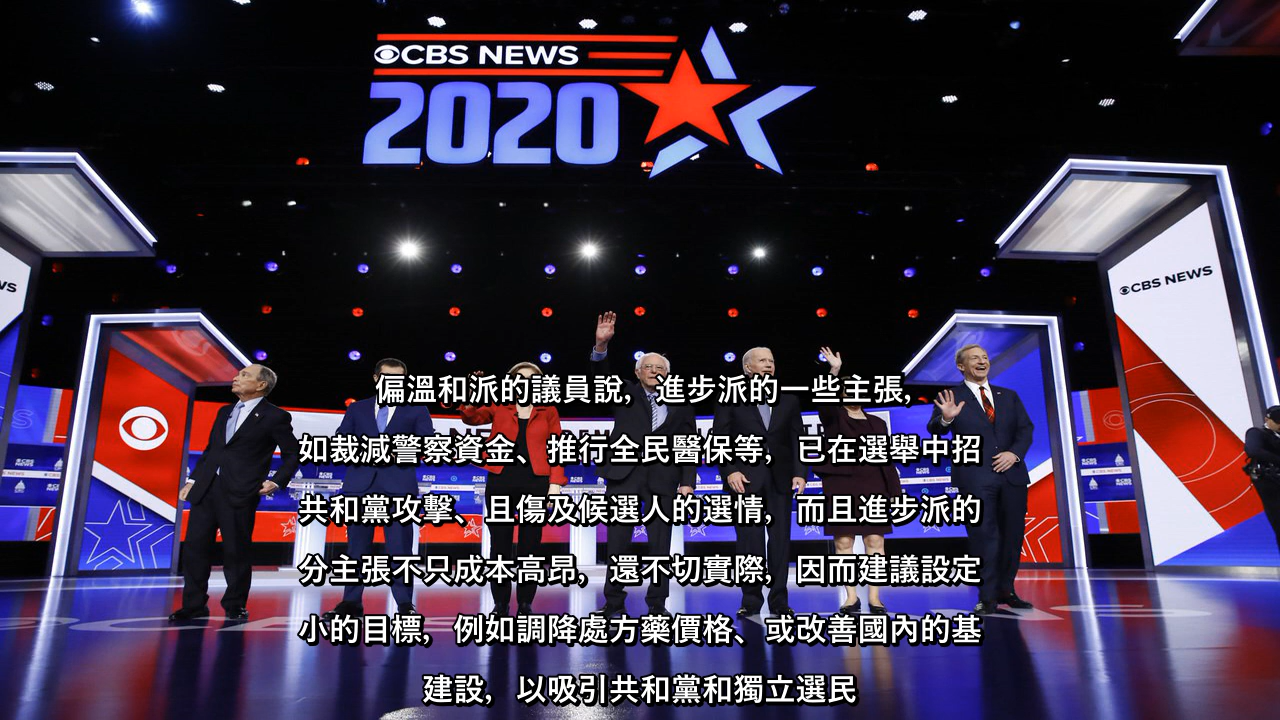 CBS NEWS
2020
CBS NEWS
偏溫和派的議員說，進步派的一些主張，
如裁減警察資金、推行全民醫保等，已在選舉中招
共和黨攻擊、且傷及候選人的選情，而且進步派的
分主張不只成本高昂，還不切實際，因而建議設定
小的目標，例如調降處方藥價格、或改善國內的基
建設，以吸引共和黨和獨立選民